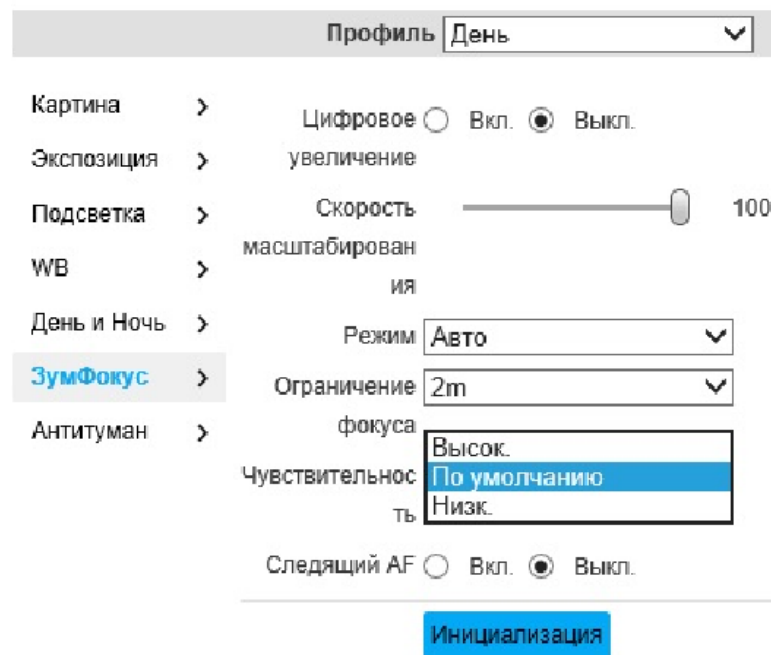 Профиль День
Картина
Экспозиция
Подсветка
WB
День и Ночь
ЗумФокус
Антитуман
Цифровое Вкл. Выкл.
увеличение
Скорость 100
масштабирован
ия
Режим Авто
Ограничение 2m
фокуса
Высок.
Чувствительнос По умолчанию
ть Низк.
Следящий AF Вкл. Выкл.
Инициализация